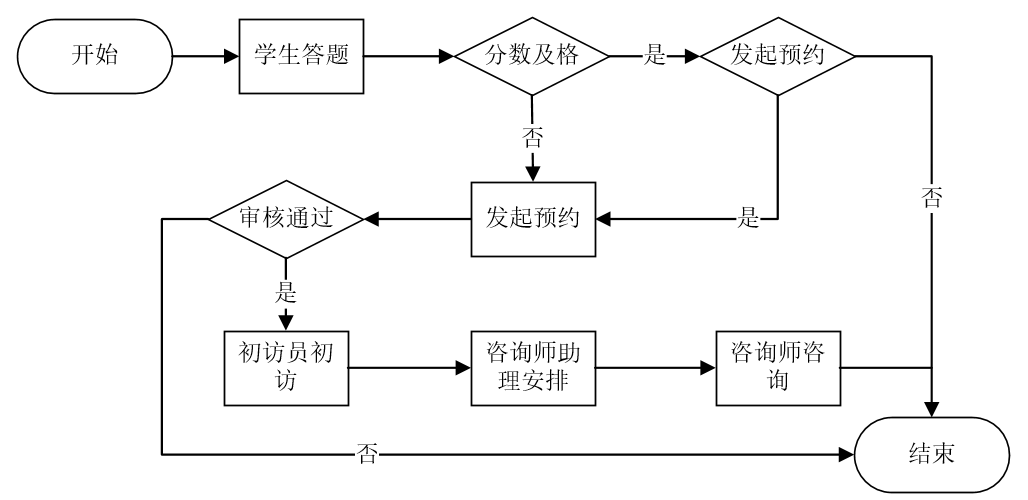 开始
学生答题
分数及格
是
发起预约
否
否
审核通过
发起预约
是
是
初访员初
访
咨询师助
理安排
咨询师咨
询
否
结束